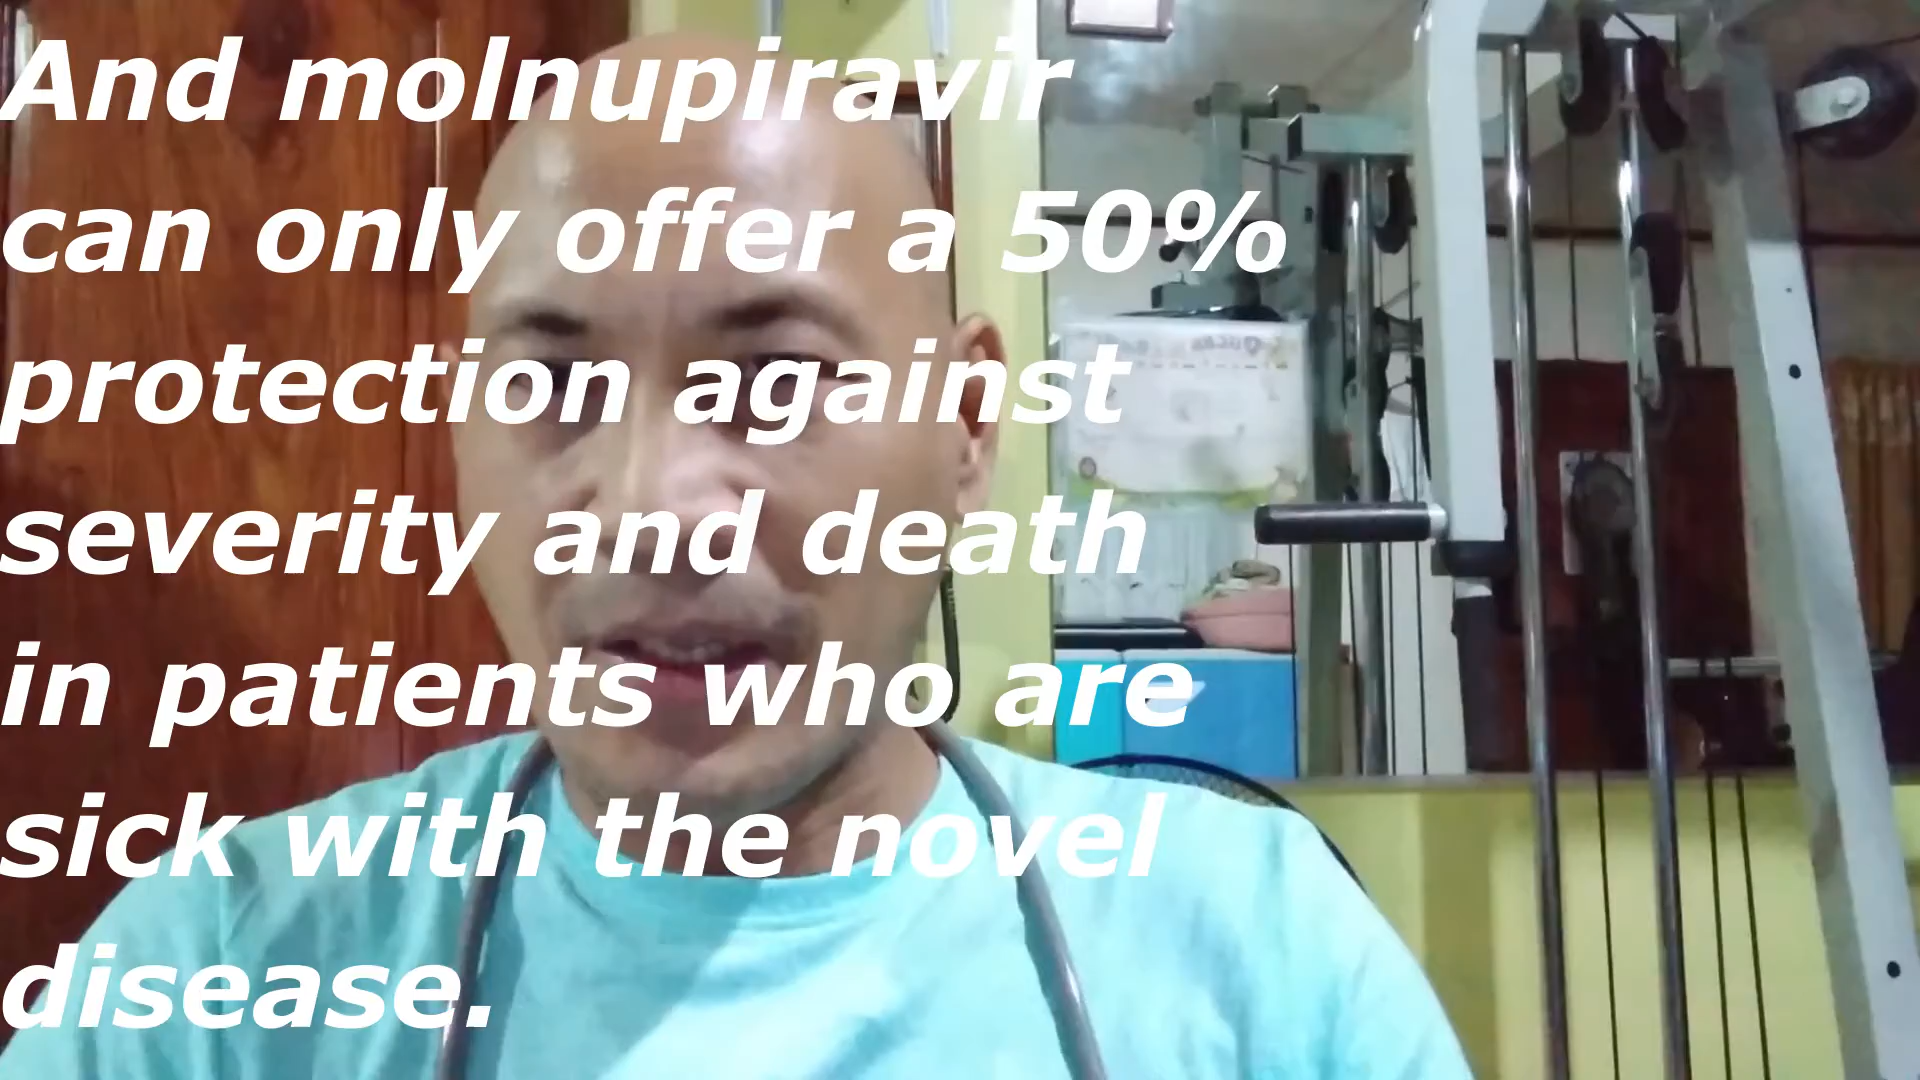 And molnupiravir
can only offer a 50%
protection against
severity and death
in patients who are
sick with the novel
disease.